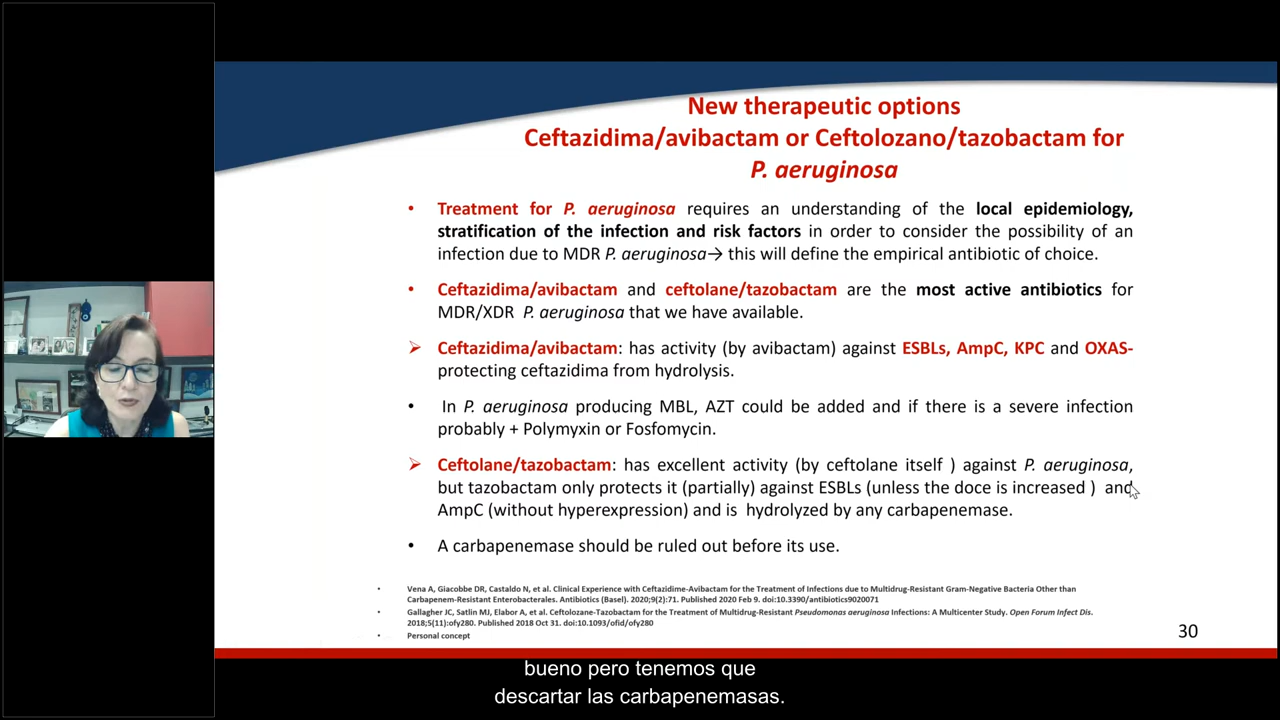 New therapeutic options
Ceftazidima/avibactam or Ceftolozano/tazobactam for
P. aeruginosa
• Treatment for P. aeruginosa requires an understanding of the local epidemiology,
stratification of the infection and risk factors in order to consider the possibility of an
infection due to MDR P. aeruginosa→ this will define the empirical antibiotic of choice.
• Ceftazidima/avibactam and ceftolane/tazobactam are the most active antibiotics for
MDR/XDR P. aeruginosa that we have available.
➢ Ceftazidima/avibactam: has activity (by avibactam) against ESBLs, AmpC, KPC and OXAS-
protecting ceftazidima from hydrolysis.
• In P. aeruginosa producing MBL, AZT could be added and if there is a severe infection
probably + Polymyxin or Fosfomycin.
➢ Ceftolane/tazobactam: has excellent activity (by ceftolane itself ) against P. aeruginosa,
but tazobactam only protects it (partially) against ESBLs (unless the doce is increased ) and
AmpC (without hyperexpression) and is hydrolyzed by any carbapenemase.
• A carbapenemase should be ruled out before its use.
• Vena A, Giacobbe DR, Castaldo N, et al. Clinical Experience with Ceftazidime-Avibactam for the Treatment of Infections due to Multidrug-Resistant Gram-Negative Bacteria Other than
Carbapenem-Resistant Enterobacterales. Antibiotics (Basel). 2020;9(2):71. Published 2020 Feb 9. doi:10.3390/antibiotics9020071
• Gallagher JC, Satlin MJ, Elabor A, et al. Ceftolozane-Tazobactam for the Treatment of Multidrug-Resistant Pseudomonas aeruginosa Infections: A Multicenter Study. Open Forum Infect Dis.
2018;5(11):ofy280. Published 2018 Oct 31. doi:10.1093/ofid/ofy280
• Personal concept
30
bueno pero tenemos que
descartar las carbapenemasas.